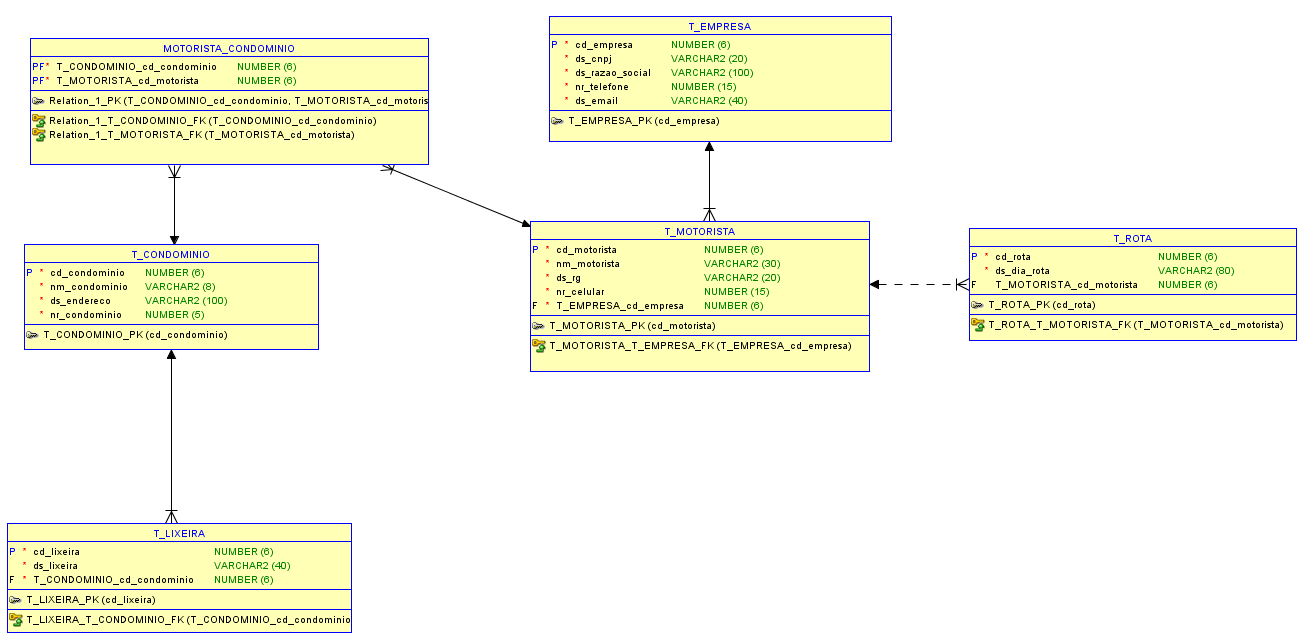 MOTORISTA_CONDOMINIO
PF* T_CONDOMINIO_cd_condominio NUMBER (6)
PF* T_MOTORISTA_cd_motorista NUMBER (6)
Relation_1_PK (T_CONDOMINIO_cd_condominio, T_MOTORISTA_cd_motoris
Relation_1_T_CONDOMINIO_FK (T_CONDOMINIO_cd_condominio)
Relation_1_T_MOTORISTA_FK (T_MOTORISTA_cd_motorista)
T_EMPRESA
P * cd_empresa NUMBER (6)
* ds_cnpj VARCHAR2 (20)
* ds_razao_social VARCHAR2 (100)
* nr_telefone NUMBER (15)
* ds_email VARCHAR2 (40)
T_EMPRESA_PK (cd_empresa)
T_CONDOMINIO
P * cd_condominio NUMBER (6)
* nm_condominio VARCHAR2 (8)
* ds_endereco VARCHAR2 (100)
* nr_condominio NUMBER (5)
T_CONDOMINIO_PK (cd_condominio)
T_MOTORISTA
P * cd_motorista NUMBER (6)
* nm_motorista VARCHAR2 (30)
* ds_rg VARCHAR2 (20)
* nr_celular NUMBER (15)
F * T_EMPRESA_cd_empresa NUMBER (6)
T_MOTORISTA_PK (cd_motorista)
T_MOTORISTA_T_EMPRESA_FK (T_EMPRESA_cd_empresa)
T_ROTA
P * cd_rota NUMBER (6)
* ds_dia_rota VARCHAR2 (80)
F T_MOTORISTA_cd_motorista NUMBER (6)
T_ROTA_PK (cd_rota)
T_ROTA_T_MOTORISTA_FK (T_MOTORISTA_cd_motorista)
T_LIXEIRA
P * cd_lixeira NUMBER (6)
* ds_lixeira VARCHAR2 (40)
F * T_CONDOMINIO_cd_condominio NUMBER (6)
T_LIXEIRA_PK (cd_lixeira)
T_LIXEIRA_T_CONDOMINIO_FK (T_CONDOMINIO_cd_condominio